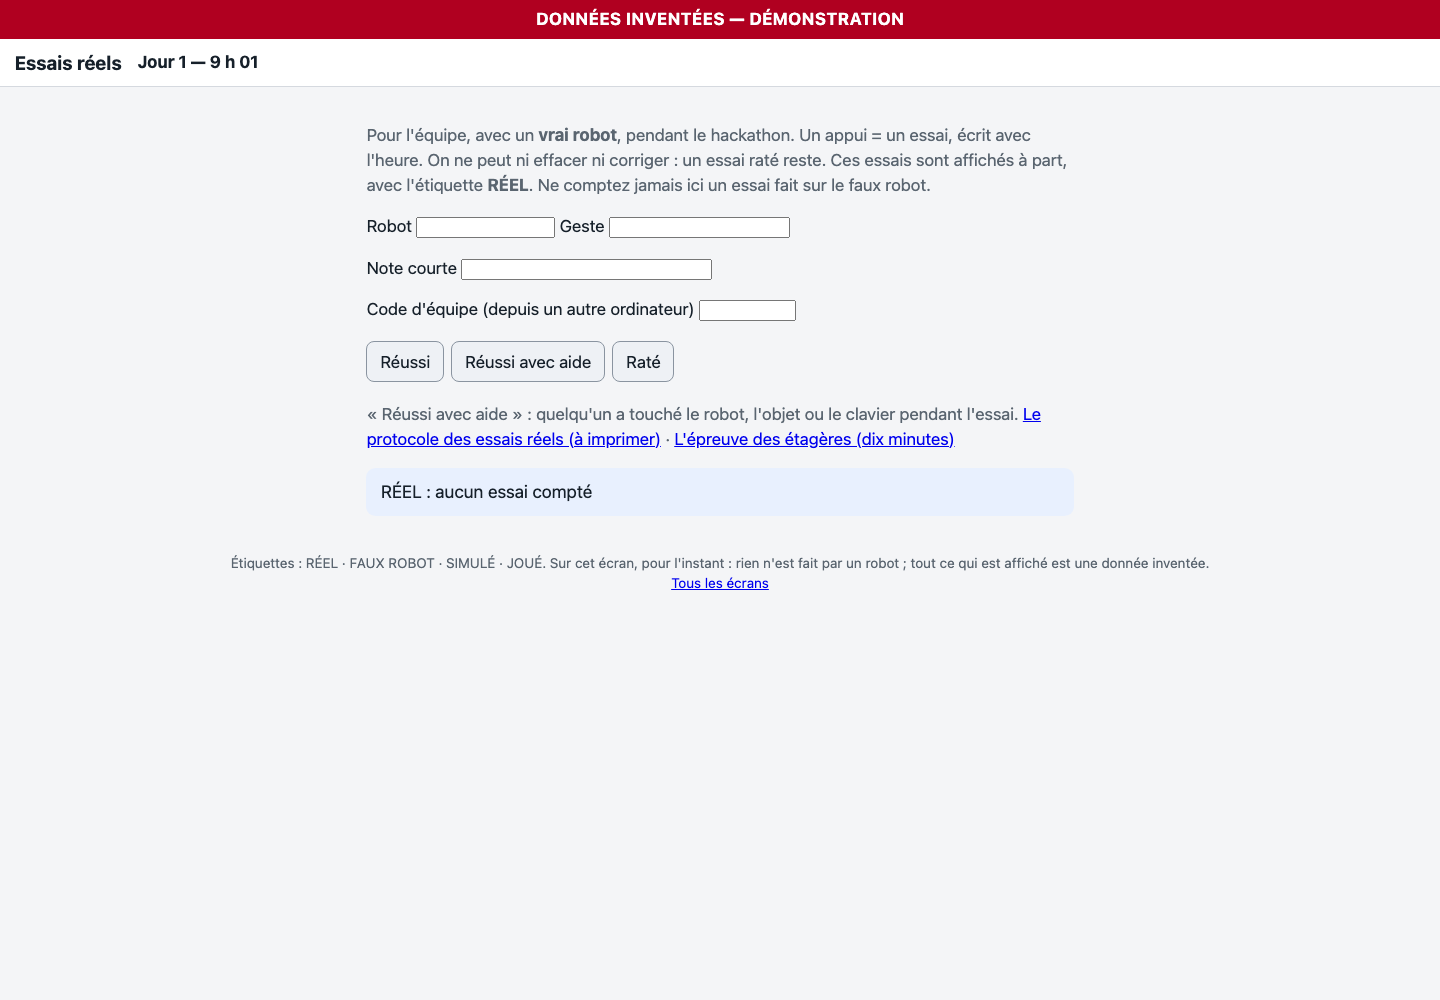 DONNÉES INVENTÉES — DÉMONSTRATION
Essais réels Jour 1 — 9 h 01
Pour l'équipe, avec un vrai robot, pendant le hackathon. Un appui = un essai, écrit avec
l'heure. On ne peut ni effacer ni corriger : un essai raté reste. Ces essais sont affichés à part,
avec l'étiquette RÉEL. Ne comptez jamais ici un essai fait sur le faux robot.
Robot Geste
Note courte
Code d'équipe (depuis un autre ordinateur)
Réussi Réussi avec aide Raté
« Réussi avec aide » : quelqu'un a touché le robot, l'objet ou le clavier pendant l'essai. Le
protocole des essais réels (à imprimer) · L'épreuve des étagères (dix minutes)
RÉEL : aucun essai compté
Étiquettes : RÉEL · FAUX ROBOT · SIMULÉ · JOUÉ. Sur cet écran, pour l'instant : rien n'est fait par un robot ; tout ce qui est affiché est une donnée inventée.
Tous les écrans